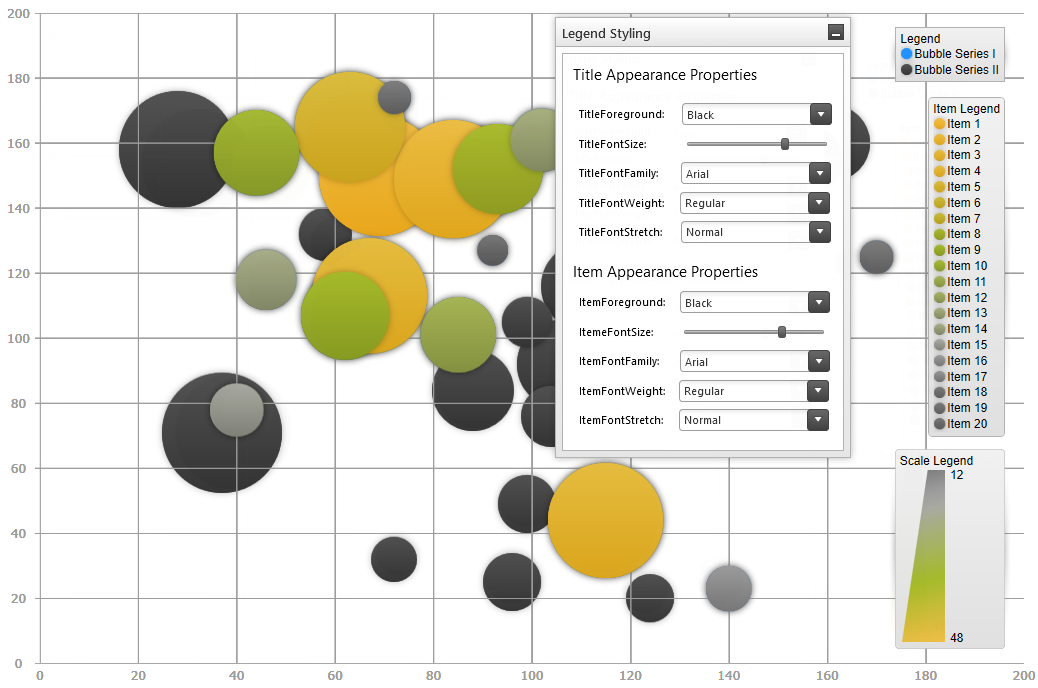 200
180
160
140
120
100
80
60
40
20
0
0 20 40 60 80 100 120 140 160 180 200
Legend Styling
Title Appearance Properties
TitleForeground: Black
TitleFontSize:
TitleFontFamily: Arial
TitleFontWeight: Regular
TitleFontStretch: Normal
Item Appearance Properties
ItemForeground: Black
ItemeFontSize:
ItemFontFamily: Arial
ItemFontWeight: Regular
ItemFontStretch: Normal
Legend
Bubble Series I
Bubble Series II
Item Legend
Item 1
Item 2
Item 3
Item 4
Item 5
Item 6
Item 7
Item 8
Item 9
Item 10
Item 11
Item 12
Item 13
Item 14
Item 15
Item 16
Item 17
Item 18
Item 19
Item 20
Scale Legend
12
48